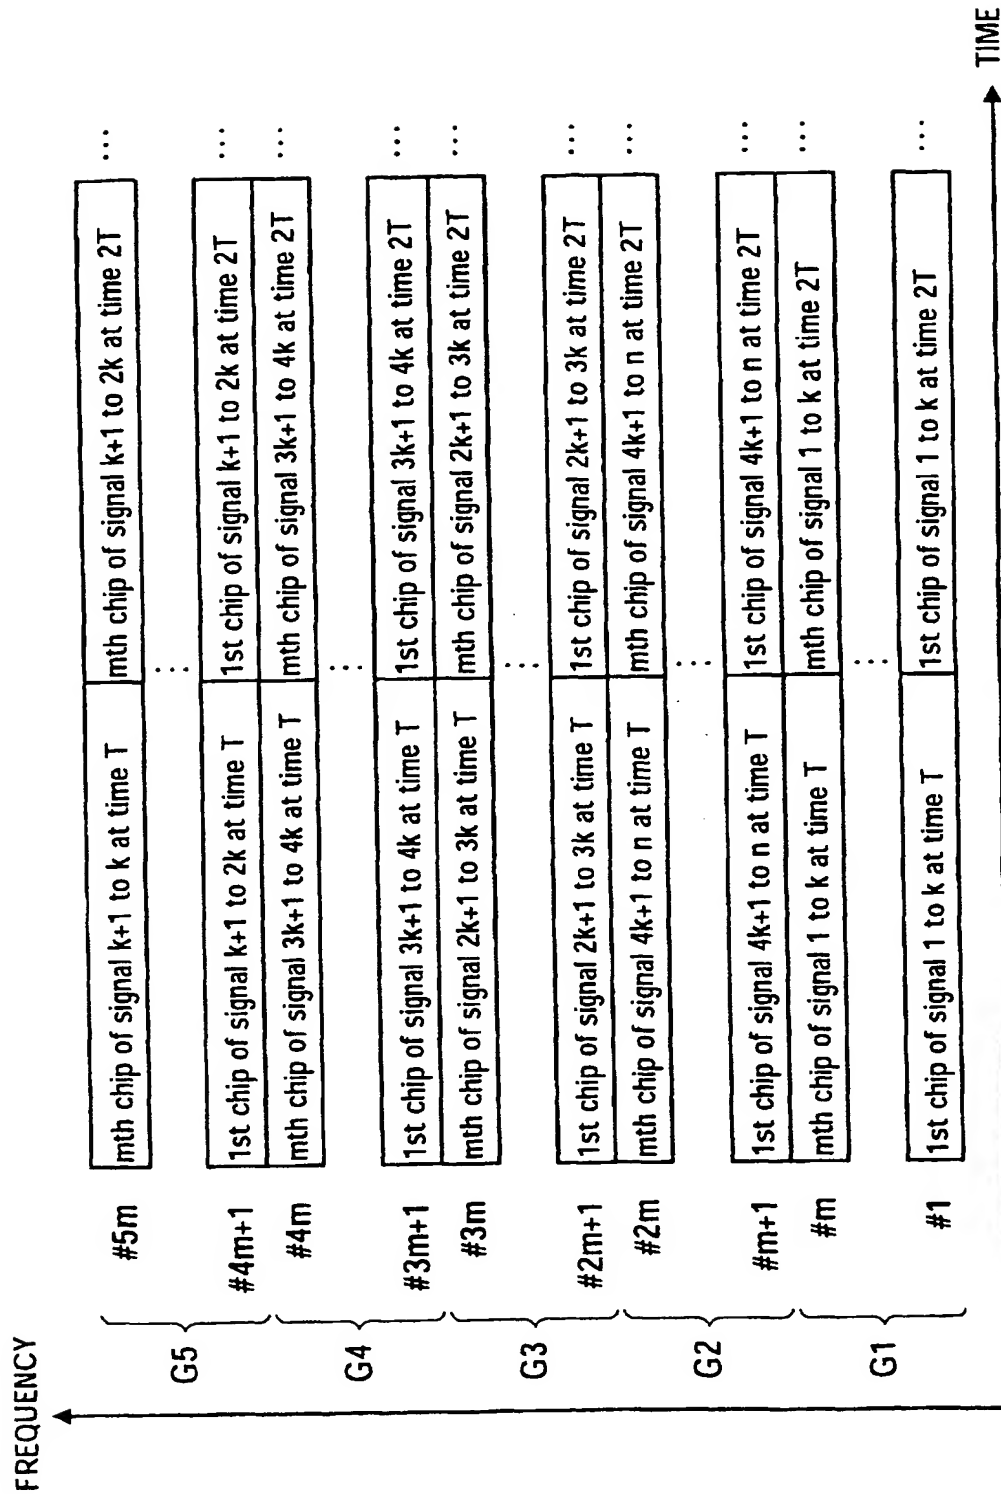 FREQUENCY
G5
#5m
mth chip of signal k+1 to k at time T
mth chip of signal k+1 to 2k at time 2T
...
...
#4m+1
1st chip of signal k+1 to 2k at time T
1st chip of signal k+1 to 2k at time 2T
...
G4
#4m
mth chip of signal 3k+1 to 4k at time T
mth chip of signal 3k+1 to 4k at time 2T
...
...
#3m+1
1st chip of signal 3k+1 to 4k at time T
1st chip of signal 3k+1 to 4k at time 2T
...
G3
#3m
mth chip of signal 2k+1 to 3k at time T
mth chip of signal 2k+1 to 3k at time 2T
...
...
#2m+1
1st chip of signal 2k+1 to 3k at time T
1st chip of signal 2k+1 to 3k at time 2T
...
G2
#2m
mth chip of signal 4k+1 to n at time T
mth chip of signal 4k+1 to n at time 2T
...
...
#m+1
1st chip of signal 4k+1 to n at time T
1st chip of signal 4k+1 to n at time 2T
...
G1
#m
mth chip of signal 1 to k at time T
mth chip of signal 1 to k at time 2T
...
...
#1
1st chip of signal 1 to k at time T
1st chip of signal 1 to k at time 2T
...
TIME